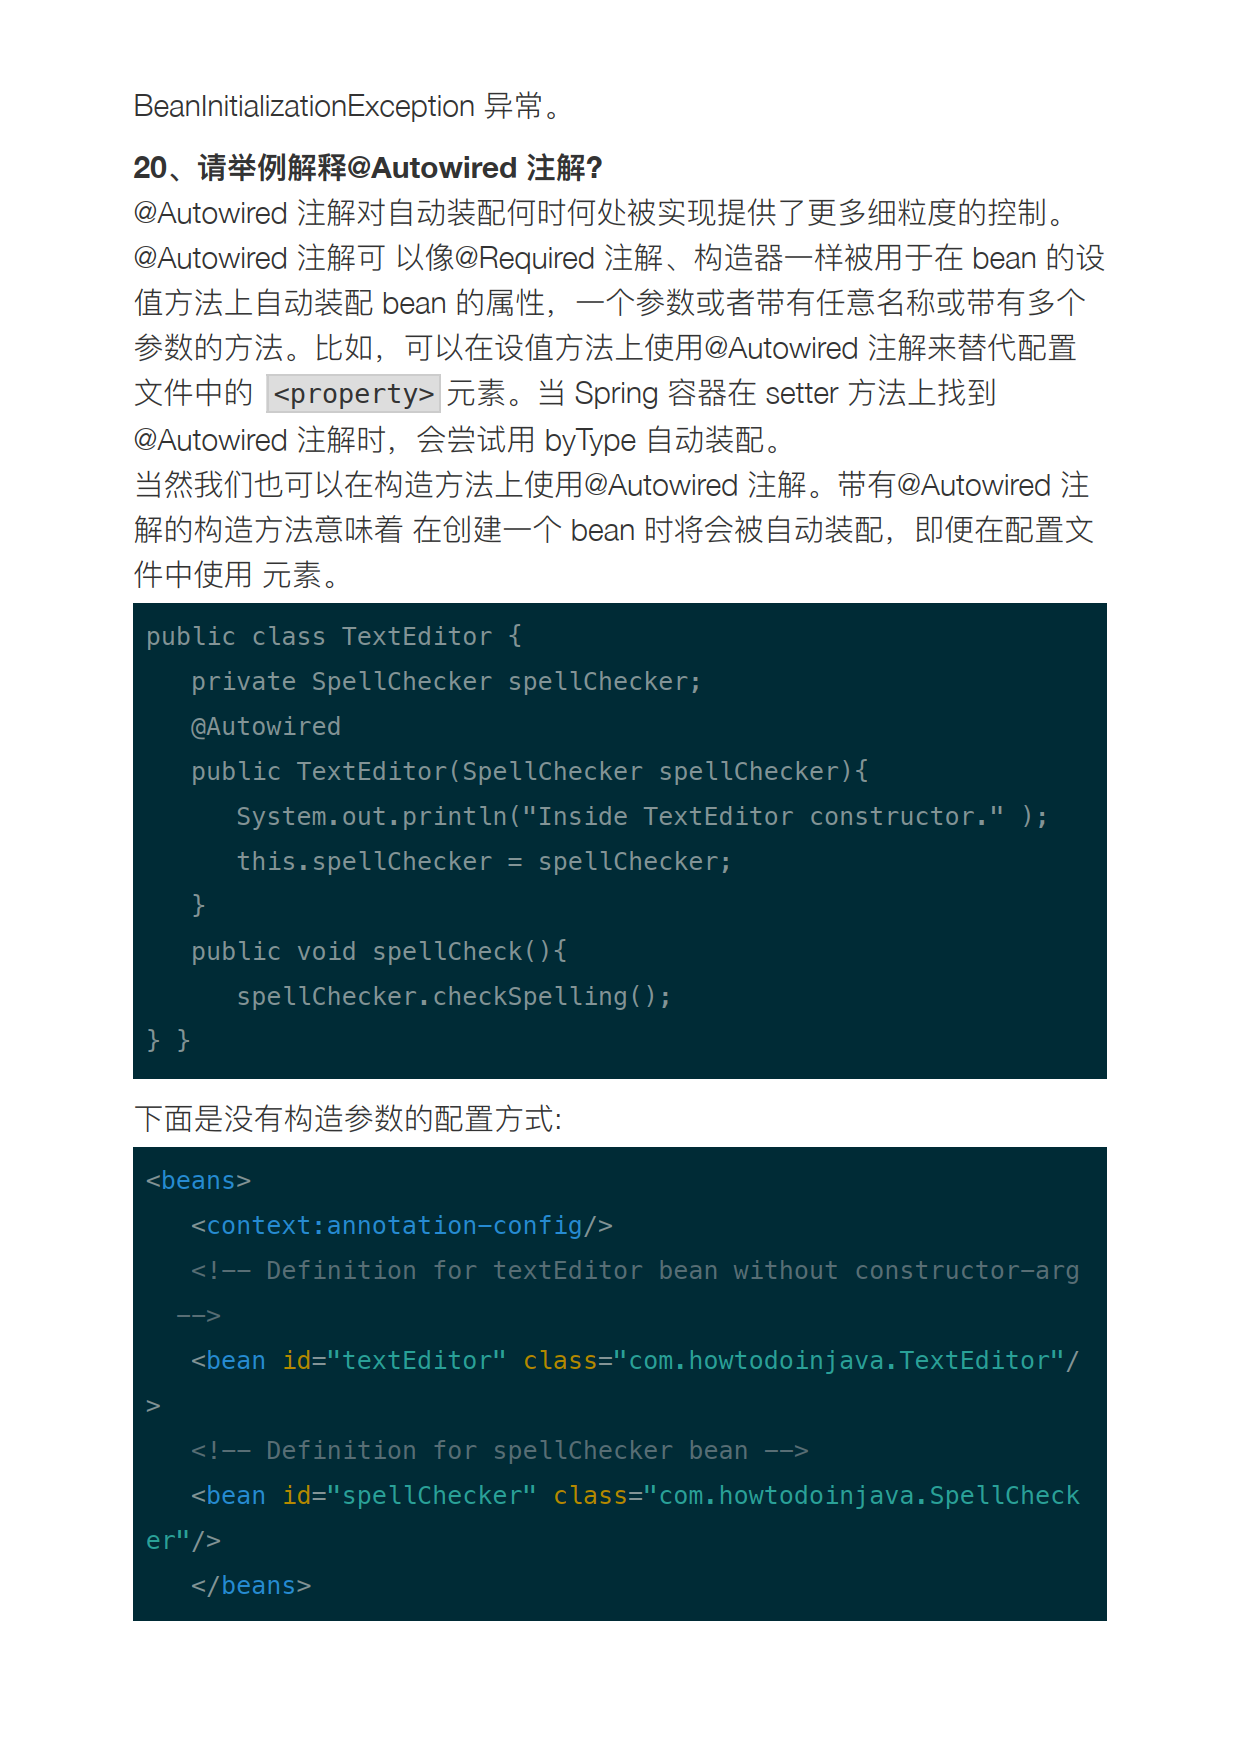 BeanInitializationException 异常。
20、请举例解释@Autowired 注解?
@Autowired 注解对自动装配何时何处被实现提供了更多细粒度的控制。
@Autowired 注解可 以像@Required 注解、构造器一样被用于在 bean 的设
值方法上自动装配 bean 的属性，一个参数或者带有任意名称或带有多个
参数的方法。比如，可以在设值方法上使用@Autowired 注解来替代配置
文件中的 <property> 元素。当 Spring 容器在 setter 方法上找到
@Autowired 注解时，会尝试用 byType 自动装配。
当然我们也可以在构造方法上使用@Autowired 注解。带有@Autowired 注
解的构造方法意味着 在创建一个 bean 时将会被自动装配，即便在配置文
件中使用 元素。
public class TextEditor {
   private SpellChecker spellChecker;
   @Autowired
   public TextEditor(SpellChecker spellChecker){
      System.out.println("Inside TextEditor constructor." );
      this.spellChecker = spellChecker;
   }
   public void spellCheck(){
      spellChecker.checkSpelling();
} }
下面是没有构造参数的配置方式:
<beans>
   <context:annotation-config/>
   <!-- Definition for textEditor bean without constructor-arg
  -->
   <bean id="textEditor" class="com.howtodoinjava.TextEditor"/
>
   <!-- Definition for spellChecker bean -->
   <bean id="spellChecker" class="com.howtodoinjava.SpellCheck
er"/>
   </beans>